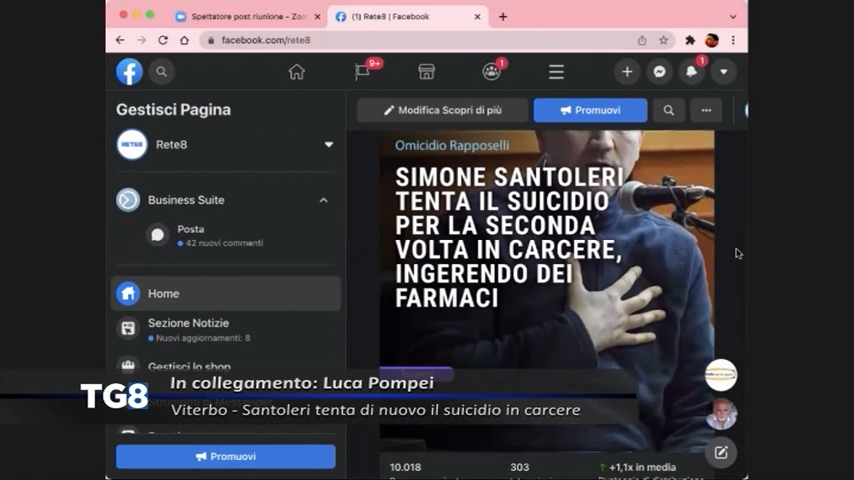 Spettatore post riunione - Zoo
(1) Rete8 | Facebook
facebook.com/rete8
9+
1
1
Gestisci Pagina
Modifica Scopri di più
Promuovi
RETE8
Rete8
Business Suite
Posta
42 nuovi commenti
Home
Sezione Notizie
Nuovi aggiornamenti: 8
Gestisci lo shop
Promuovi
Omicidio Rapposelli
SIMONE SANTOLERI
TENTA IL SUICIDIO
PER LA SECONDA
VOLTA IN CARCERE,
INGERENDO DEI
FARMACI
10.018
303
+1,1x in media
TG8
In collegamento: Luca Pompei
Viterbo - Santoleri tenta di nuovo il suicidio in carcere